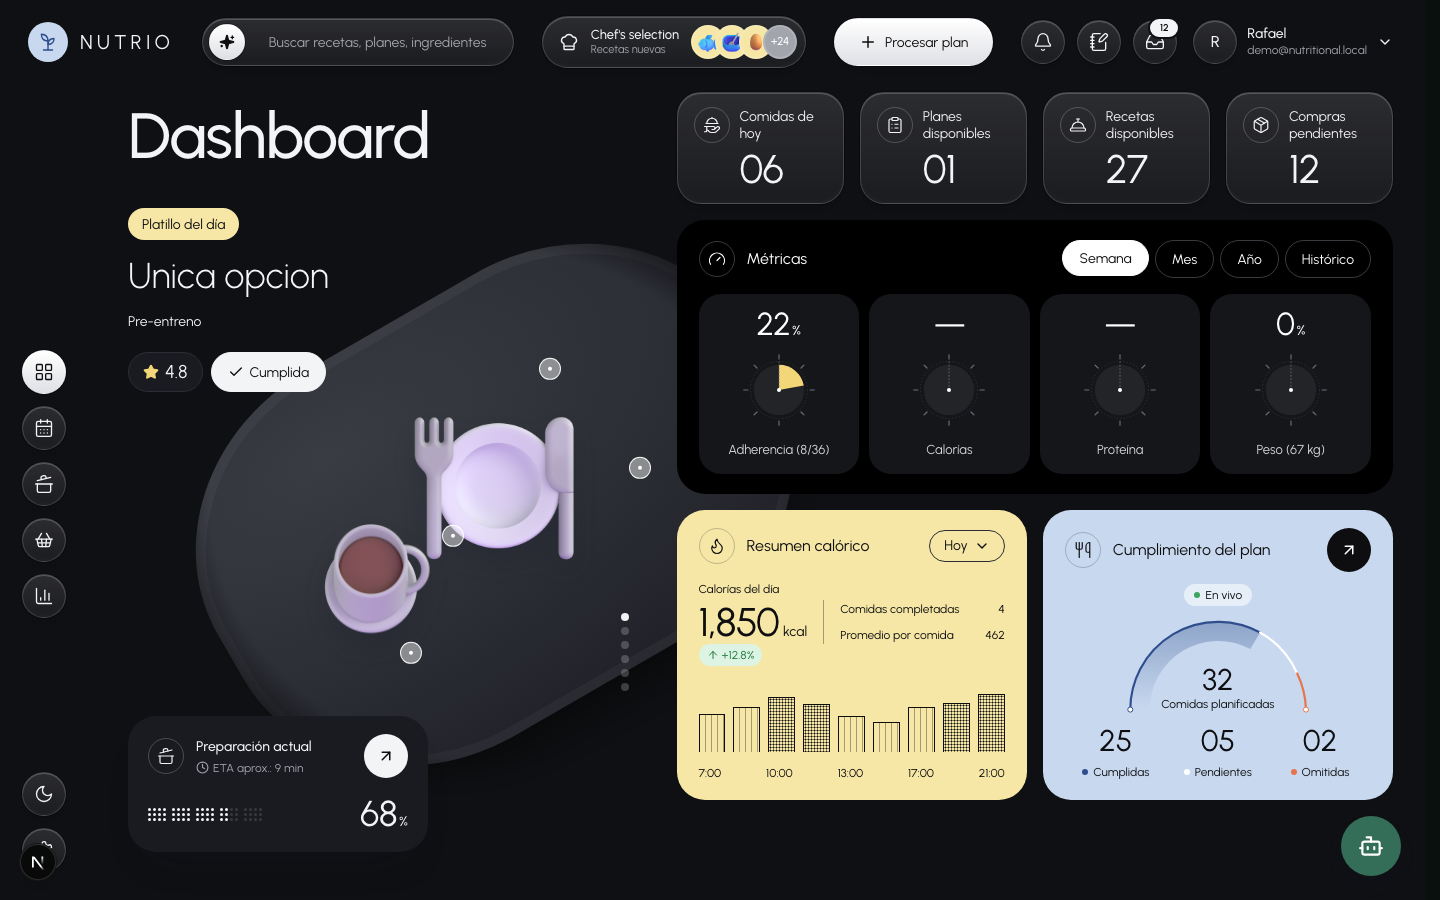 NUTRIO
Buscar recetas, planes, ingredientes
Chef's selection
Recetas nuevas
+24
Procesar plan
12
R
Rafael
demo@nutritional.local
Dashboard
Platillo del día
Unica opcion
Pre-entreno
4.8
Cumplida
Comidas de
hoy
06
Planes
disponibles
01
Recetas
disponibles
27
Compras
pendientes
12
Métricas
Semana
Mes
Año
Histórico
22%
Adherencia (8/36)
—
Calorías
—
Proteína
0%
Peso (67 kg)
Resumen calórico
Hoy
Calorías del día
1,850 kcal
+12.8%
Comidas completadas 4
Promedio por comida 462
7:00 10:00 13:00 17:00 21:00
Cumplimiento del plan
En vivo
32
Comidas planificadas
25 05 02
Cumplidas Pendientes Omitidas
Preparación actual
ETA aprox.: 9 min
68%
N